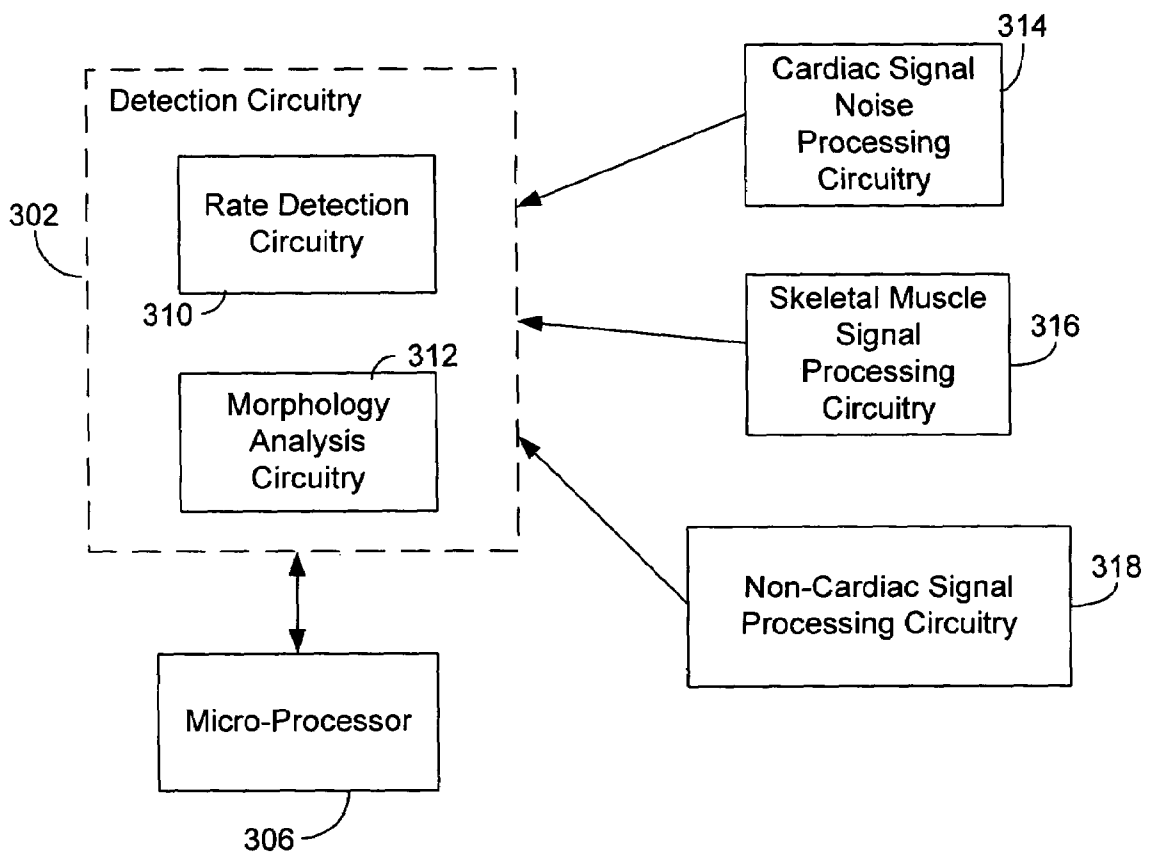 Detection Circuitry
302
Rate Detection
Circuitry
310
312
Morphology
Analysis
Circuitry
Micro-Processor
306
314
Cardiac Signal
Noise
Processing
Circuitry
Skeletal Muscle
Signal
Processing
Circuitry
316
318
Non-Cardiac Signal
Processing Circuitry